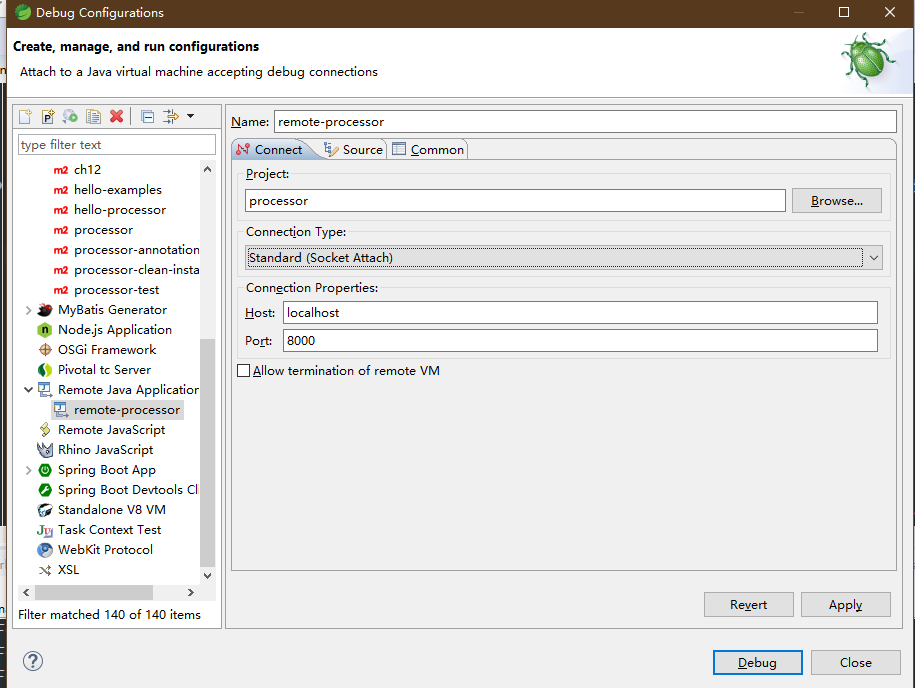 Debug Configurations
Create, manage, and run configurations
Attach to a Java virtual machine accepting debug connections
type filter text
m2 ch12
m2 hello-examples
m2 hello-processor
m2 processor
m2 processor-annotation
m2 processor-clean-insta
m2 processor-test
MyBatis Generator
Node.js Application
OSGi Framework
Pivotal tc Server
Remote Java Application
remote-processor
Remote JavaScript
Rhino JavaScript
Spring Boot App
Spring Boot Devtools Cl
Standalone V8 VM
Ju Task Context Test
WebKit Protocol
XSL
Filter matched 140 of 140 items
Name: remote-processor
Connect Source Common
Project:
processor Browse...
Connection Type:
Standard (Socket Attach)
Connection Properties:
Host: localhost
Port: 8000
Allow termination of remote VM
Revert Apply
? Debug Close